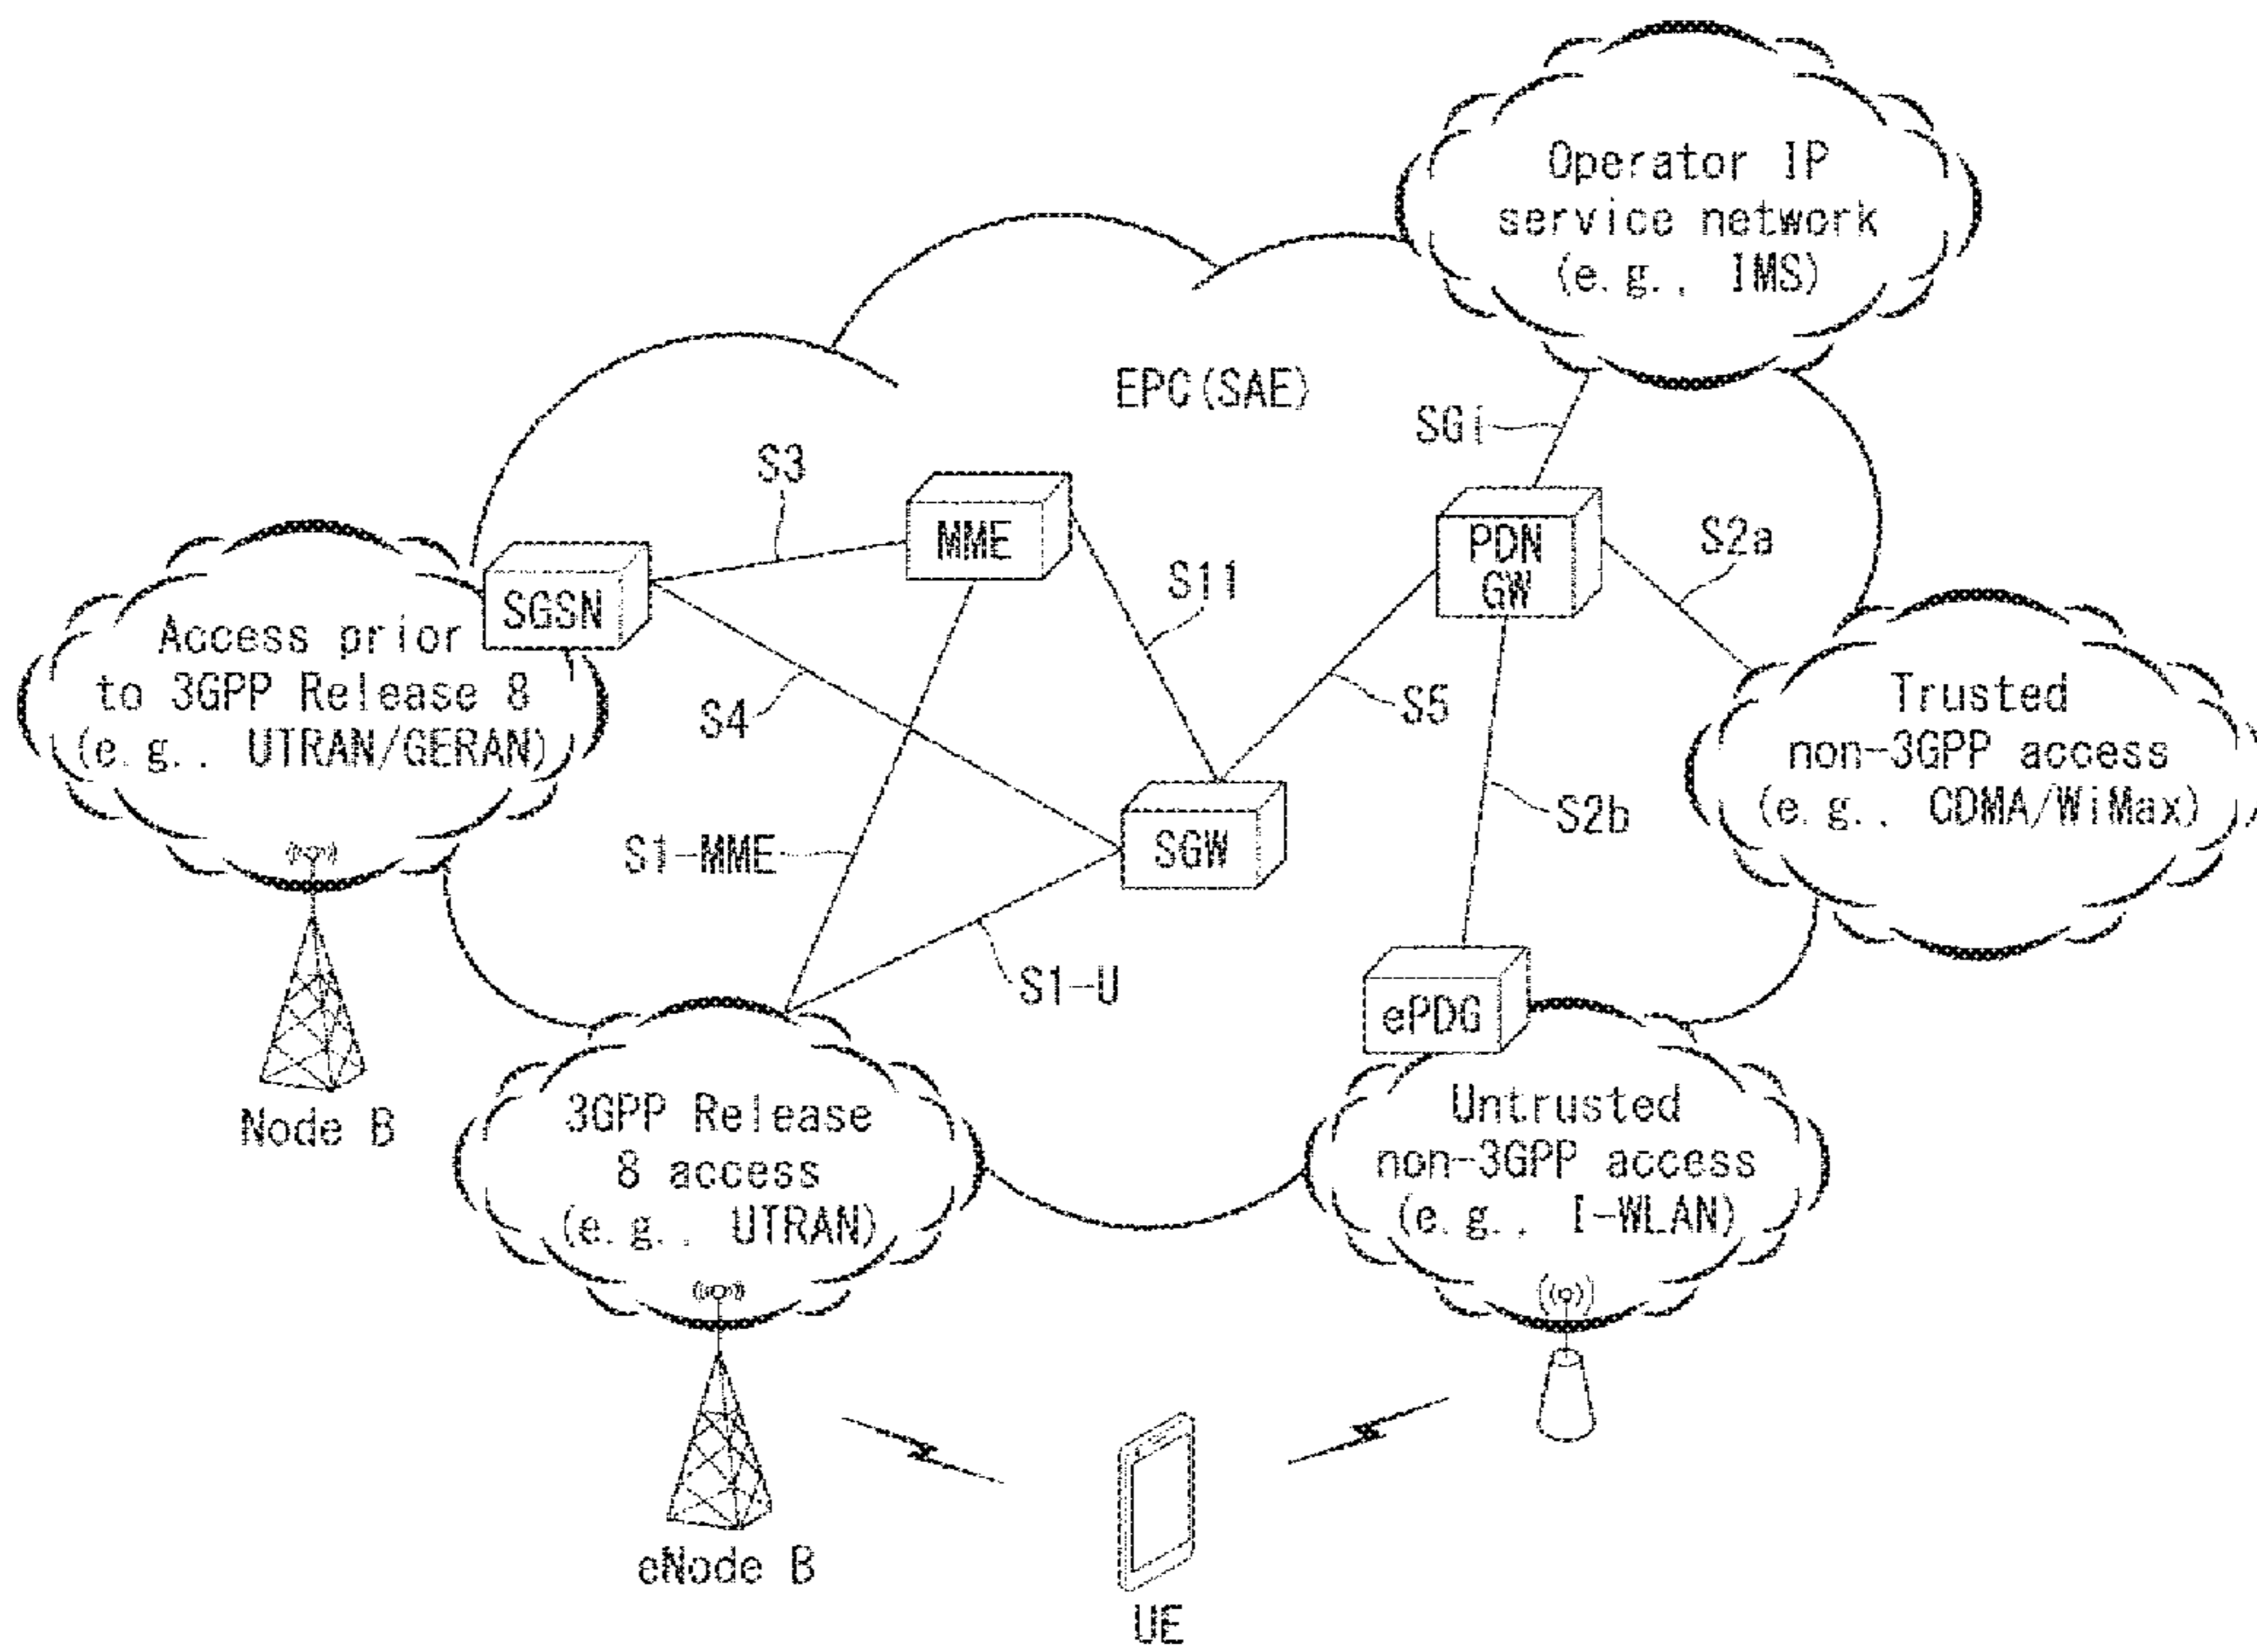 Operator IP
service network
(e.g., IMS)
EPC(SAE)
SGi
S3
MME
PDN
GW
S2a
SGSN
S11
Access prior
to 3GPP Release 8
(e.g., UTRAN/GERAN)
S4
S5
Trusted
non-3GPP access
(e.g., CDMA/WiMax)
S2b
S1-MME
SGW
S1-U
ePDG
Node B
3GPP Release
8 access
(e.g., UTRAN)
Untrusted
non-3GPP access
(e.g., I-WLAN)
eNode B
UE